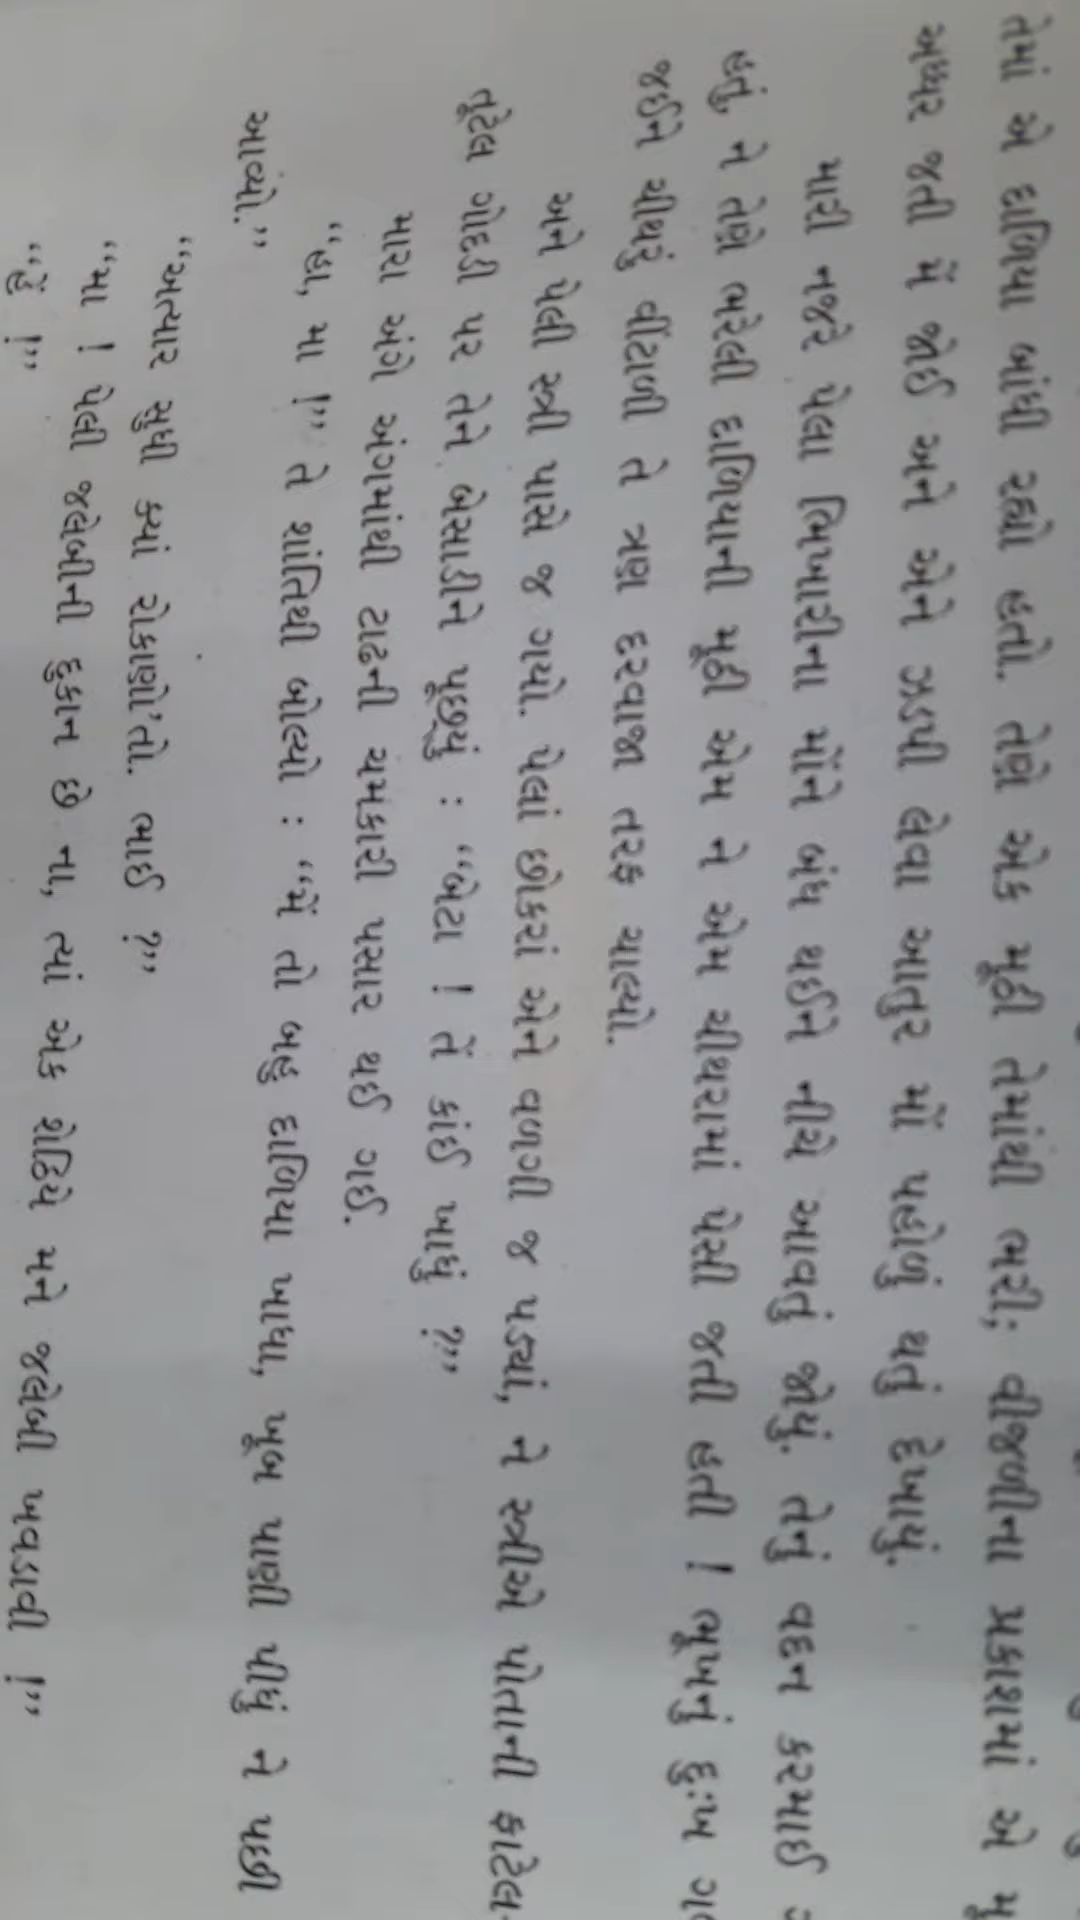 તેમાં એ દાળિયા બાંધી રહ્યો હતો. તેણે એક મૂઠી તેમાંથી ભરી; વીજળીના પ્રકાશમાં એ
અધ્ધર જતી મેં જોઈ અને એને ઝડપી લેવા આતુર મોં પહોળું થતું દેખાયું.
મારી નજરે પેલા ભિખારીના મોંને બંધ થઈને નીચે આવતું જોયું. તેનું વદન કરમાઈ
હતું, ને તેણે ભરેલી દાળિયાની મૂઠી એમ ને એમ ચીથરામાં પેસી જતી હતી ! ભૂખનું દુઃખ
જઈને ચીથરું વીંટાળી તે ત્રણ દરવાજા તરફ ચાલ્યો.
અને પેલી સ્ત્રી પાસે જ ગયો. પેલાં છોકરાં એને વળગી જ પડ્યાં, ને સ્ત્રીએ પોતાની ફાટેલ-
તૂટેલ ગોદડી પર તેને બેસાડીને પૂછ્યું : “બેટા ! તેં કાંઈ ખાધું ?”
મારા અંગે અંગમાંથી ટાઢની ચમકારી પસાર થઈ ગઈ.
“હા, મા !” તે શાંતિથી બોલ્યો : “મેં તો બહુ દાળિયા ખાધા, ખૂબ પાણી પીધું ને પછી
આવ્યો.”
“અત્યાર સુધી ક્યાં રોકાણો’તો. ભાઈ ?”
“મા ! પેલી જલેબીની દુકાન છે ના, ત્યાં એક શેઠિયે મને જલેબી ખવડાવી !”
“હેં !”